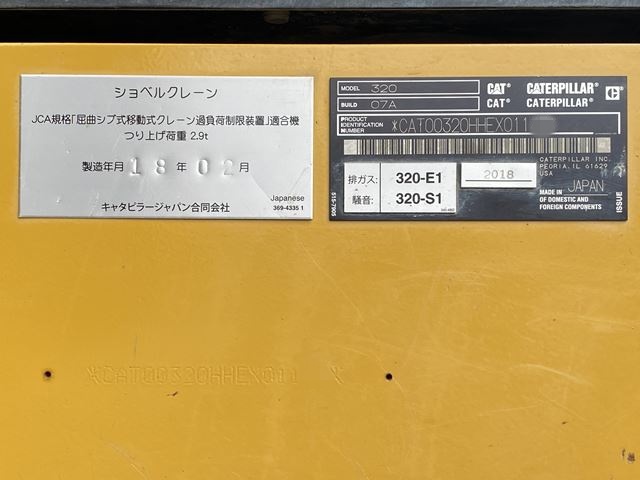 ショベルクレーン
JCA規格「屈曲ジブ式移動式クレーン過負荷制限装置」適合機
つり上げ荷重 2.9t
製造年月 18 年 02 月
キャタピラージャパン合同会社
Japanese
369-4335 1
MODEL 320
BUILD 07A
PRODUCT IDENTIFICATION NUMBER *CAT00320HHEX011
CAT CATERPILLAR C
CAT CATERPILLAR
排ガス: 320-E1
騒音: 320-S1
2018
CATERPILLAR INC.
PEORIA, IL 61629
USA
MADE IN JAPAN
OF DOMESTIC AND
FOREIGN COMPONENTS
ISSUE
515-7905
*CAT00320HHEX011 *